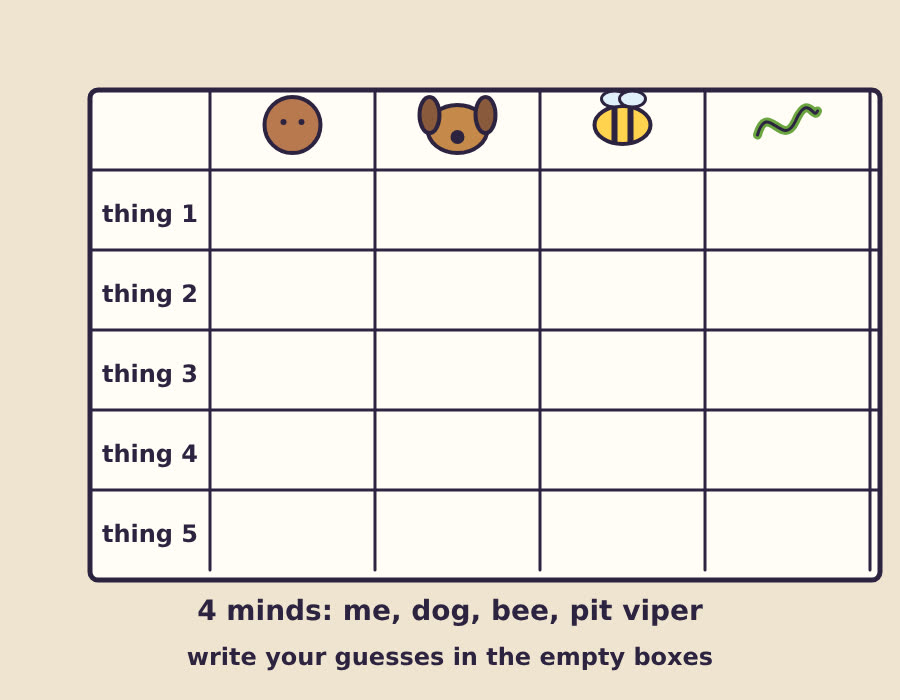 thing 1
thing 2
thing 3
thing 4
thing 5
4 minds: me, dog, bee, pit viper
write your guesses in the empty boxes